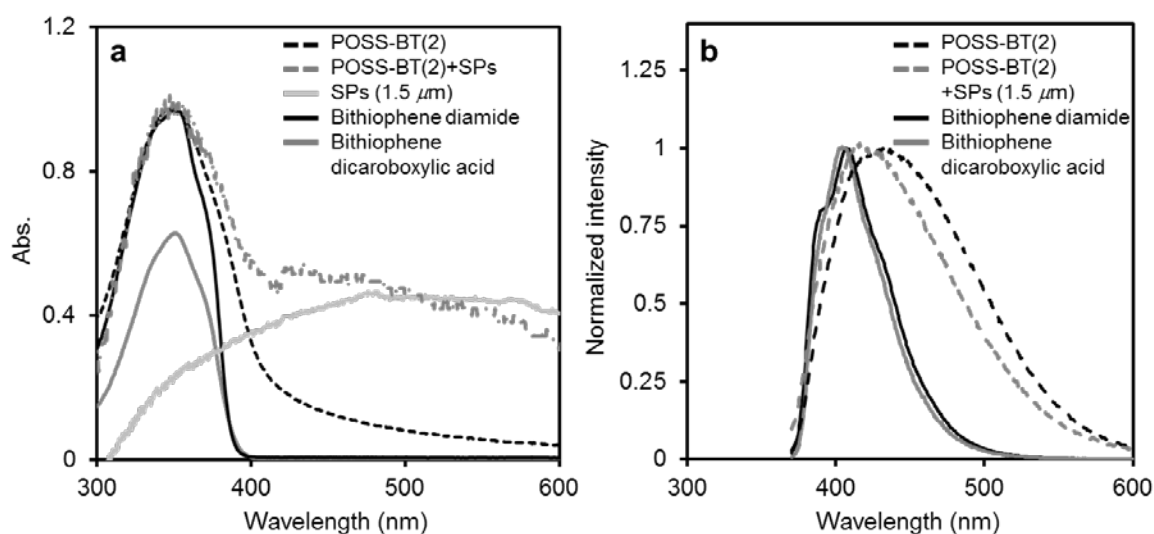 a
1.2
0.8
0.4
0
300
400
500
600
Abs.
Wavelength (nm)
POSS-BT(2)
POSS-BT(2)+SPs
SPs (1.5 μm)
Bithiophene diamide
Bithiophene
dicaroboxylic acid
b
1.25
1
0.75
0.5
0.25
0
300
400
500
600
Normalized intensity
Wavelength (nm)
POSS-BT(2)
POSS-BT(2)
+SPs (1.5 μm)
Bithiophene diamide
Bithiophene
dicaroboxylic acid